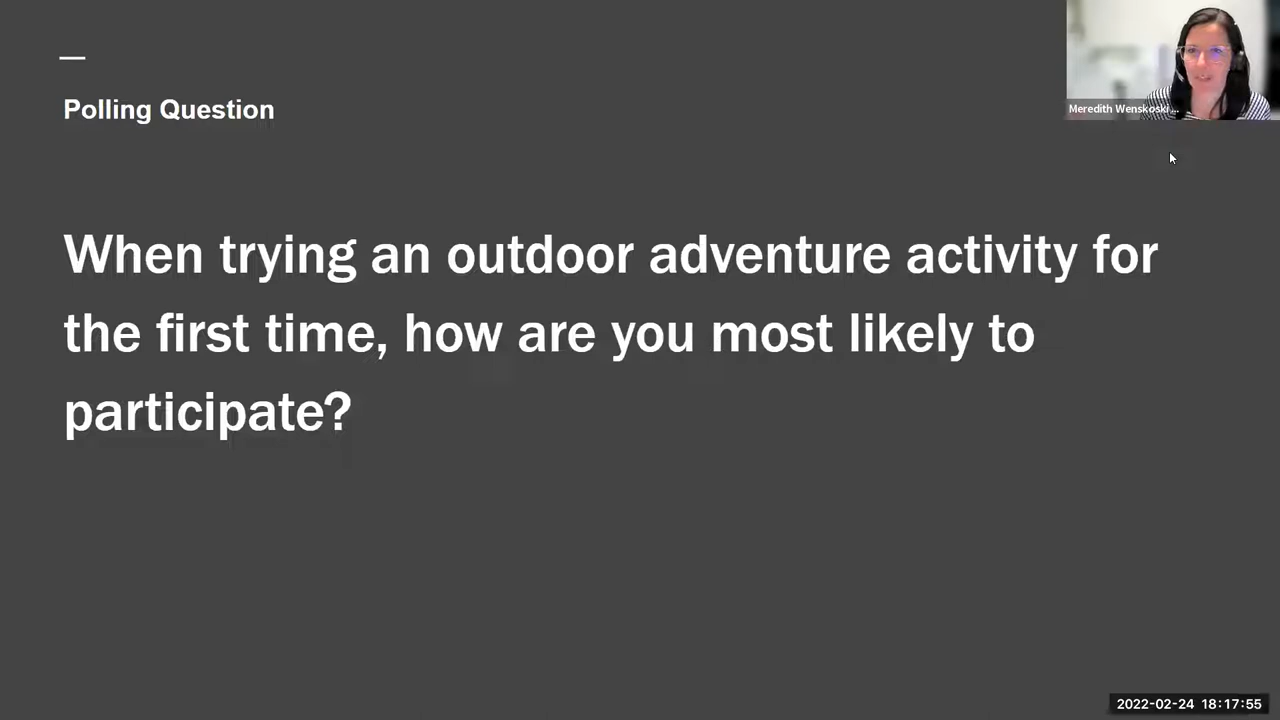 Polling Question
When trying an outdoor adventure activity for
the first time, how are you most likely to
participate?
Meredith Wenskoski ...
2022-02-24 18:17:55